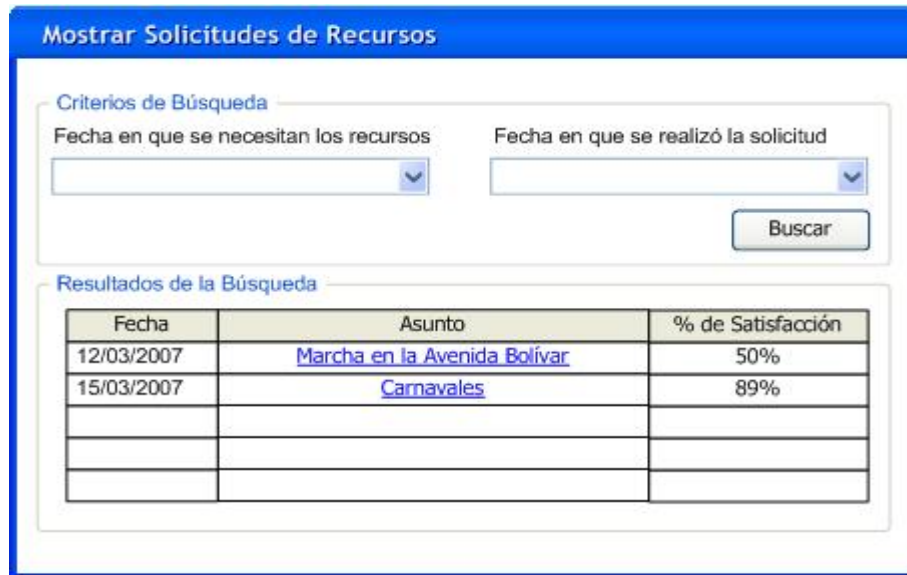 Mostrar Solicitudes de Recursos
Criterios de Búsqueda
Fecha en que se necesitan los recursos Fecha en que se realizó la solicitud
Buscar
Resultados de la Búsqueda
Fecha Asunto % de Satisfacción
12/03/2007 Marcha en la Avenida Bolívar 50%
15/03/2007 Carnavales 89%